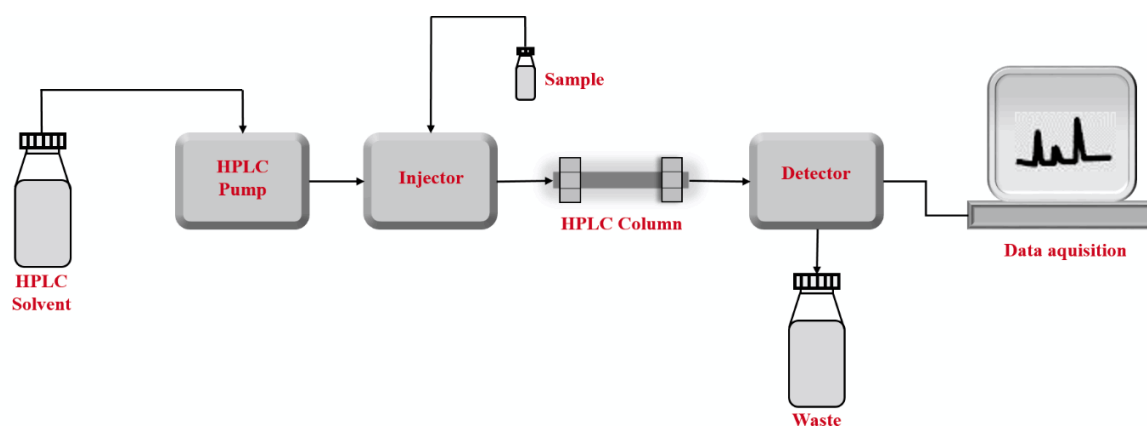 HPLC
Solvent
HPLC
Pump
Injector
Sample
HPLC Column
Detector
Waste
Data aquisition